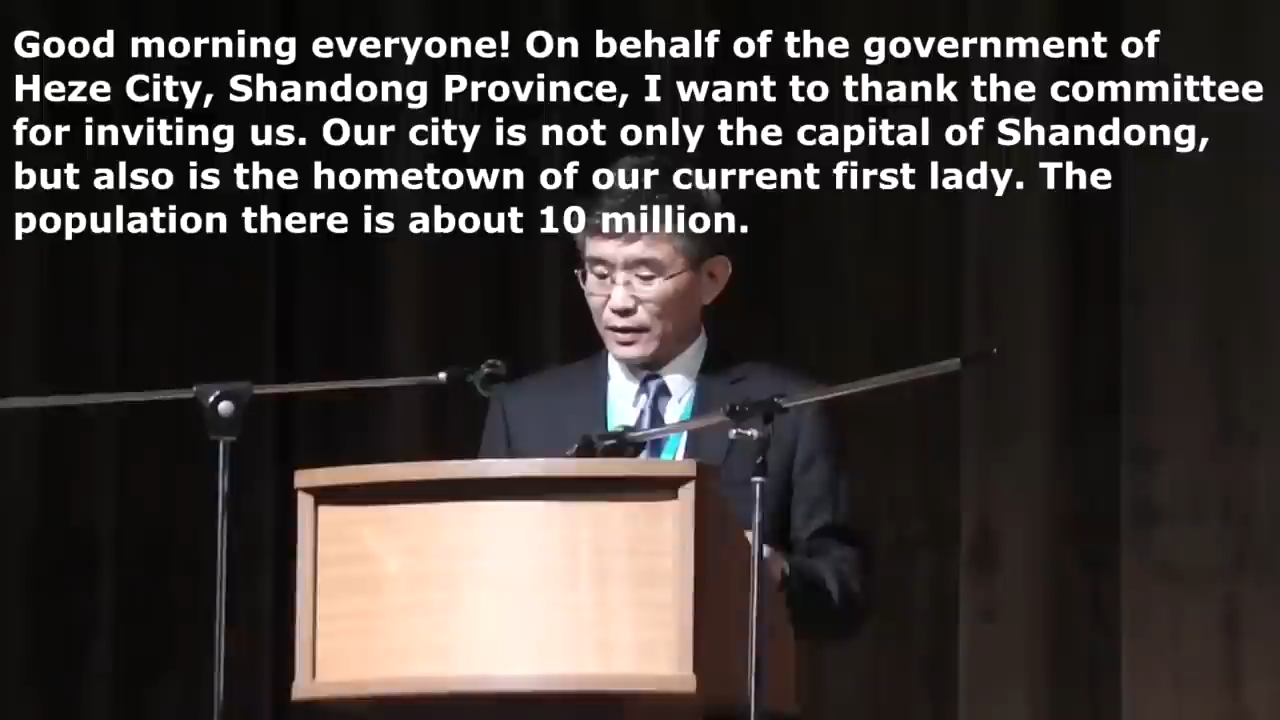 Good morning everyone! On behalf of the government of
Heze City, Shandong Province, I want to thank the committee
for inviting us. Our city is not only the capital of Shandong,
but also is the hometown of our current first lady. The
population there is about 10 million.